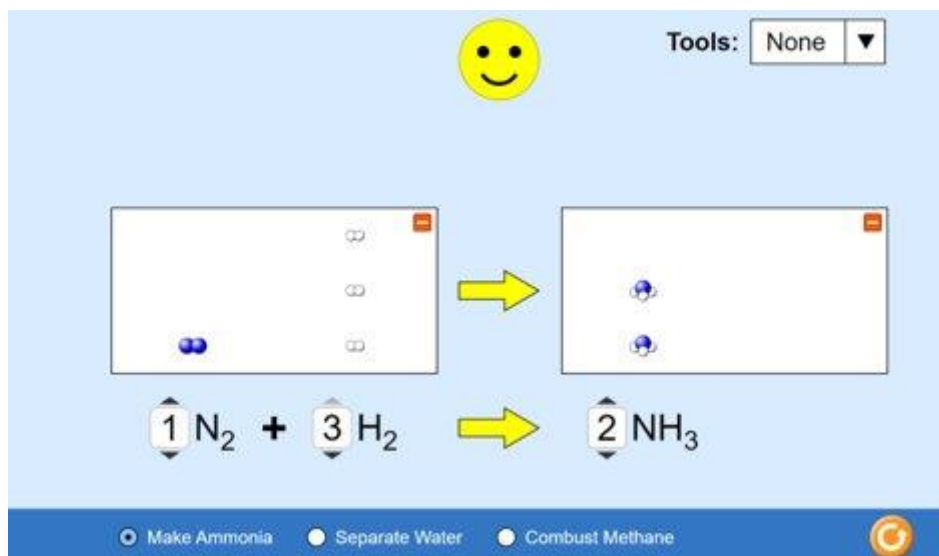 Tools: None ▼
1 N₂ + 3 H₂ → 2 NH₃
Make Ammonia Separate Water Combust Methane